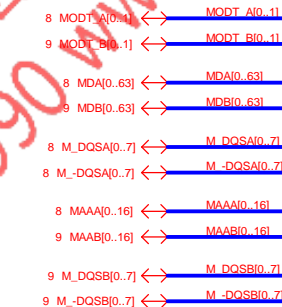 8 MODT_A[0..1] MODT_A[0..1]
9 MODT_B[0..1] MODT_B[0..1]
8 MDA[0..63] MDA[0..63]
9 MDB[0..63] MDB[0..63]
8 M_DQSA[0..7] M_DQSA[0..7]
8 M_-DQSA[0..7] M_-DQSA[0..7]
8 MAAA[0..16] MAAA[0..16]
9 MAAB[0..16] MAAB[0..16]
9 M_DQSB[0..7] M_DQSB[0..7]
9 M_-DQSB[0..7] M_-DQSB[0..7]